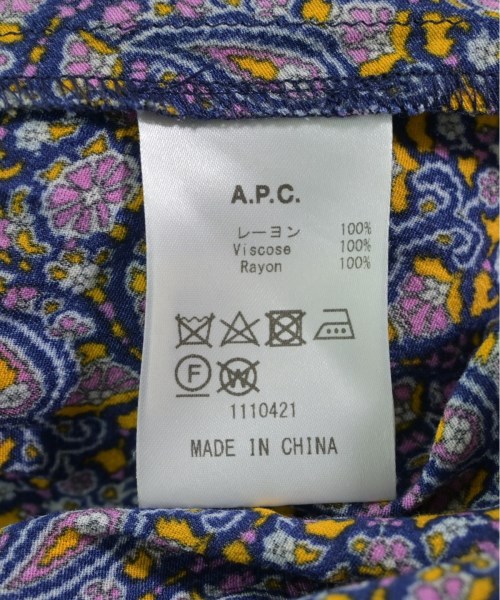 A.P.C.
レーヨン 100%
Viscose 100%
Rayon 100%
F W
1110421
MADE IN CHINA